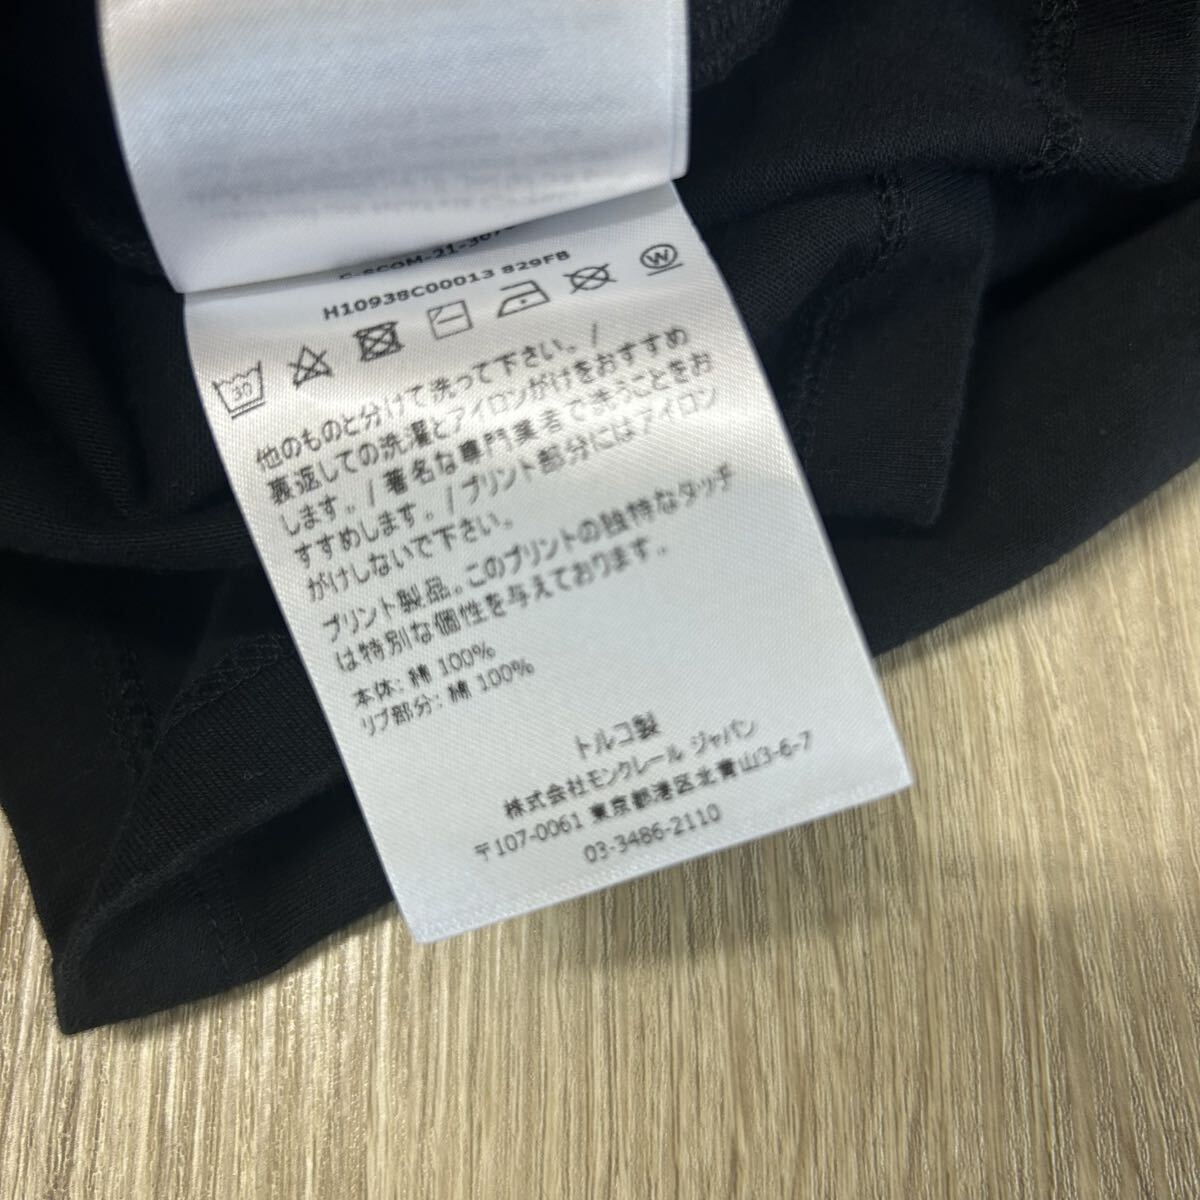 H10938C00013 829FB
30
W
他のものと分けて洗って下さい。/
裏返しての洗濯とアイロンがけをおすすめ
します。/著名な専門業者で洗うことをお
すすめします。/プリント部分にはアイロン
がけしないで下さい。
プリント製品。このプリントの独特なタッチ
は特別な個性を与えております。
本体: 綿 100%
リブ部分: 綿 100%
トルコ製
株式会社モンクレール ジャパン
〒107-0061 東京都港区北青山3-6-7
03-3486-2110